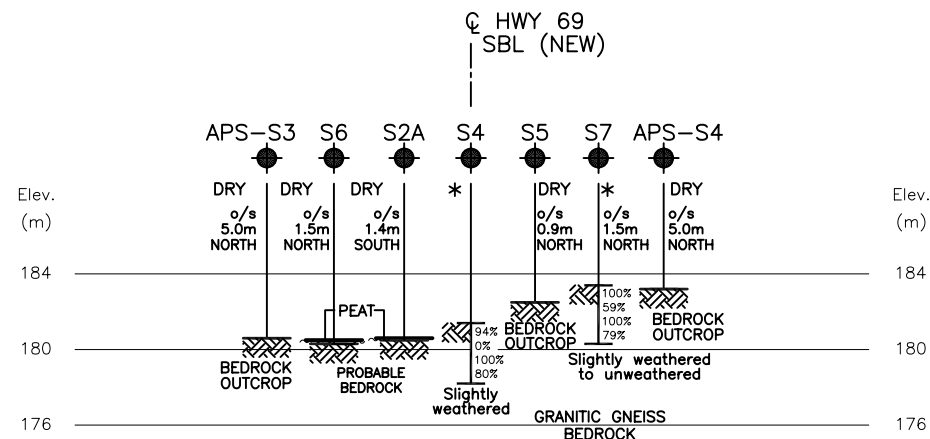 ℄ HWY 69
SBL (NEW)
APS-S3 S6 S2A S4 S5 S7 APS-S4
Elev.
(m)
DRY DRY DRY * DRY * DRY
o/s
5.0m
NORTH
o/s
1.5m
NORTH
o/s
1.4m
SOUTH
o/s
0.9m
NORTH
o/s
1.5m
NORTH
o/s
5.0m
NORTH
Elev.
(m)
184 184
PEAT
BEDROCK
OUTCROP
PROBABLE
BEDROCK
94%
0%
100%
80%
Slightly
weathered
BEDROCK
OUTCROP
100%
59%
100%
79%
Slightly weathered
to unweathered
BEDROCK
OUTCROP
180 180
GRANITIC GNEISS
BEDROCK
176 176